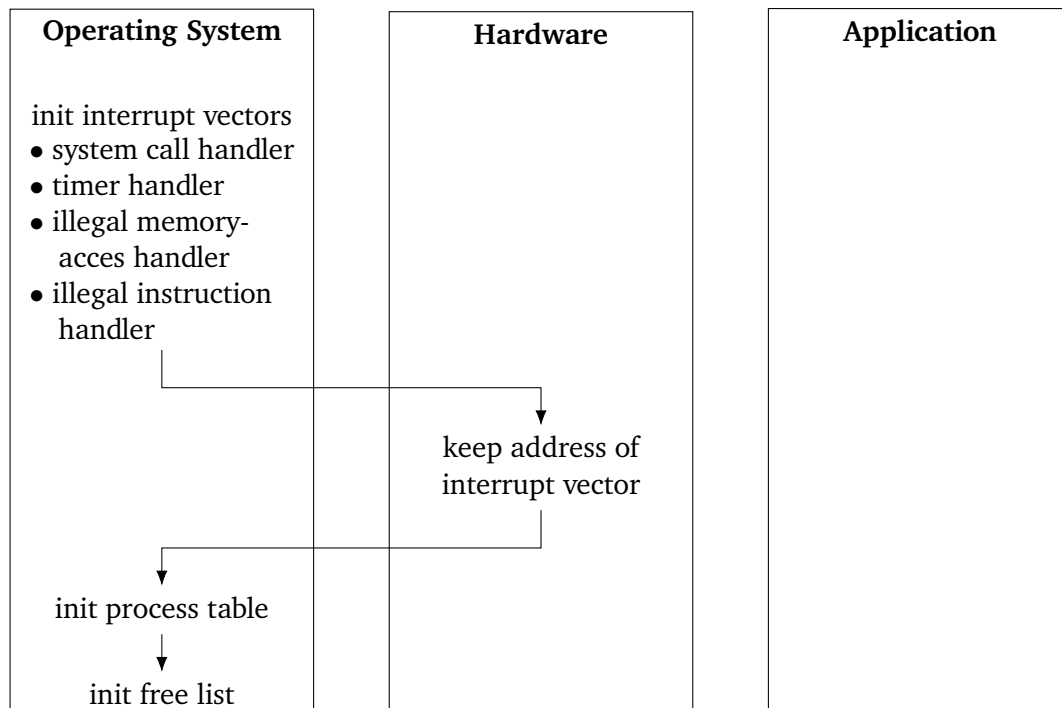 Operating System
Hardware
Application
init interrupt vectors
• system call handler
• timer handler
• illegal memory-
acces handler
• illegal instruction
handler
keep address of
interrupt vector
init process table
init free list